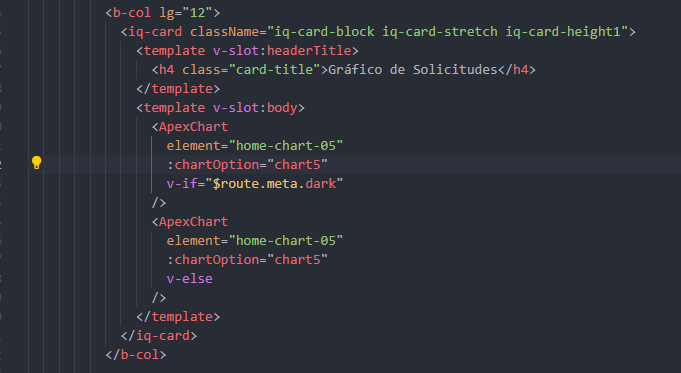 <b-col lg="12">
<iq-card className="iq-card-block iq-card-stretch iq-card-height1">
<template v-slot:headerTitle>
<h4 class="card-title">Gráfico de Solicitudes</h4>
</template>
<template v-slot:body>
<ApexChart
element="home-chart-05"
:chartOption="chart5"
v-if="$route.meta.dark"
/>
<ApexChart
element="home-chart-05"
:chartOption="chart5"
v-else
/>
</template>
</iq-card>
</b-col>